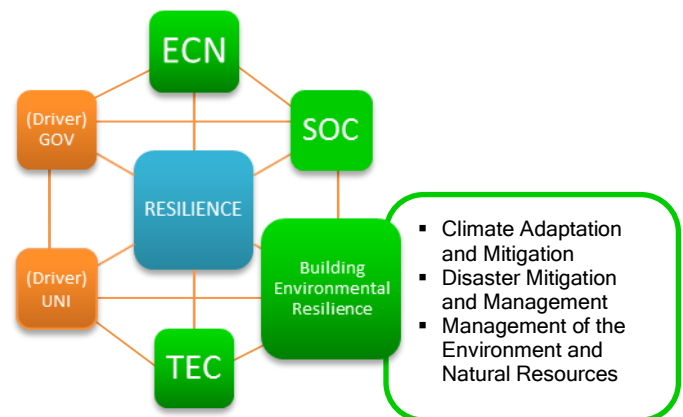 ECN
(Driver)
GOV
SOC
RESILIENCE
(Driver)
UNI
Building
Environmental
Resilience
TEC
▪ Climate Adaptation
and Mitigation
▪ Disaster Mitigation
and Management
▪ Management of the
Environment and
Natural Resources